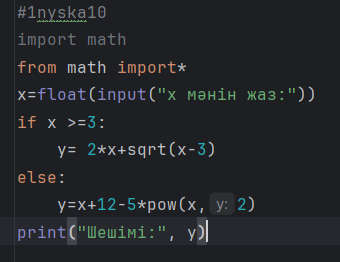 #1nyska10
import math
from math import*
x=float(input("x мәнін жаз:"))
if x >=3:
    y= 2*x+sqrt(x-3)
else:
    y=x+12-5*pow(x, y: 2)
print("Шешімі:", y)